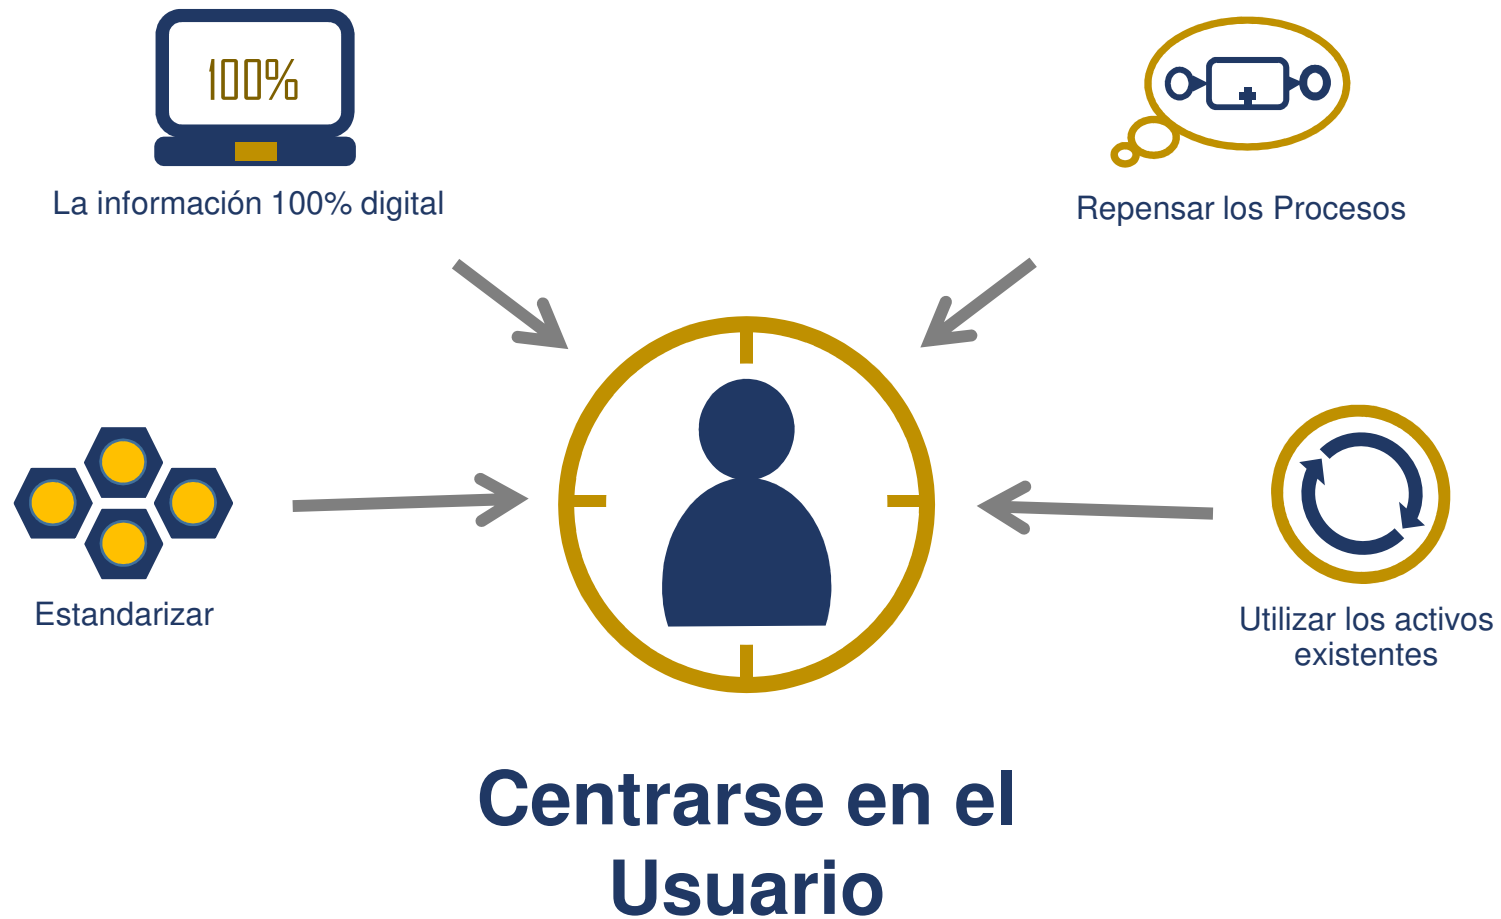 100%
La información 100% digital
Repensar los Procesos
Estandarizar
Utilizar los activos
existentes
Centrarse en el
Usuario